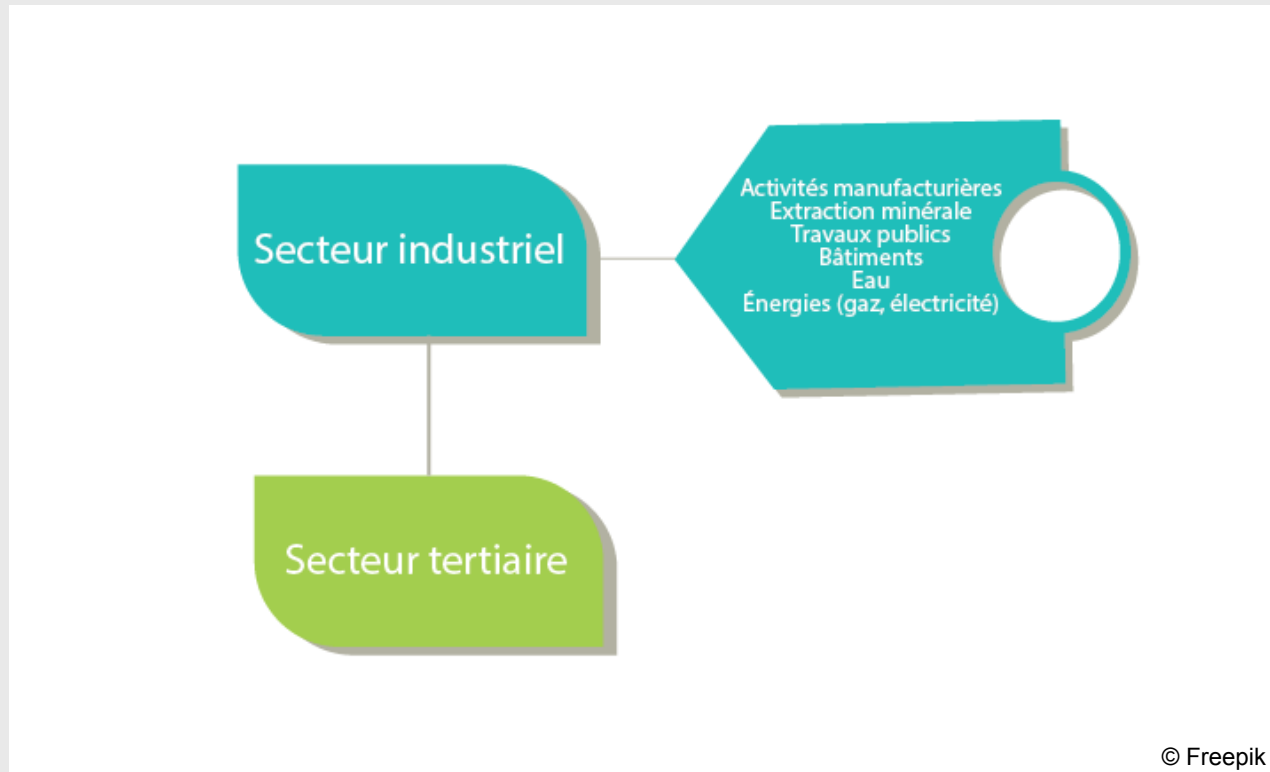 Secteur industriel
Activités manufacturières
Extraction minérale
Travaux publics
Bâtiments
Eau
Énergies (gaz, électricité)
Secteur tertiaire
© Freepik